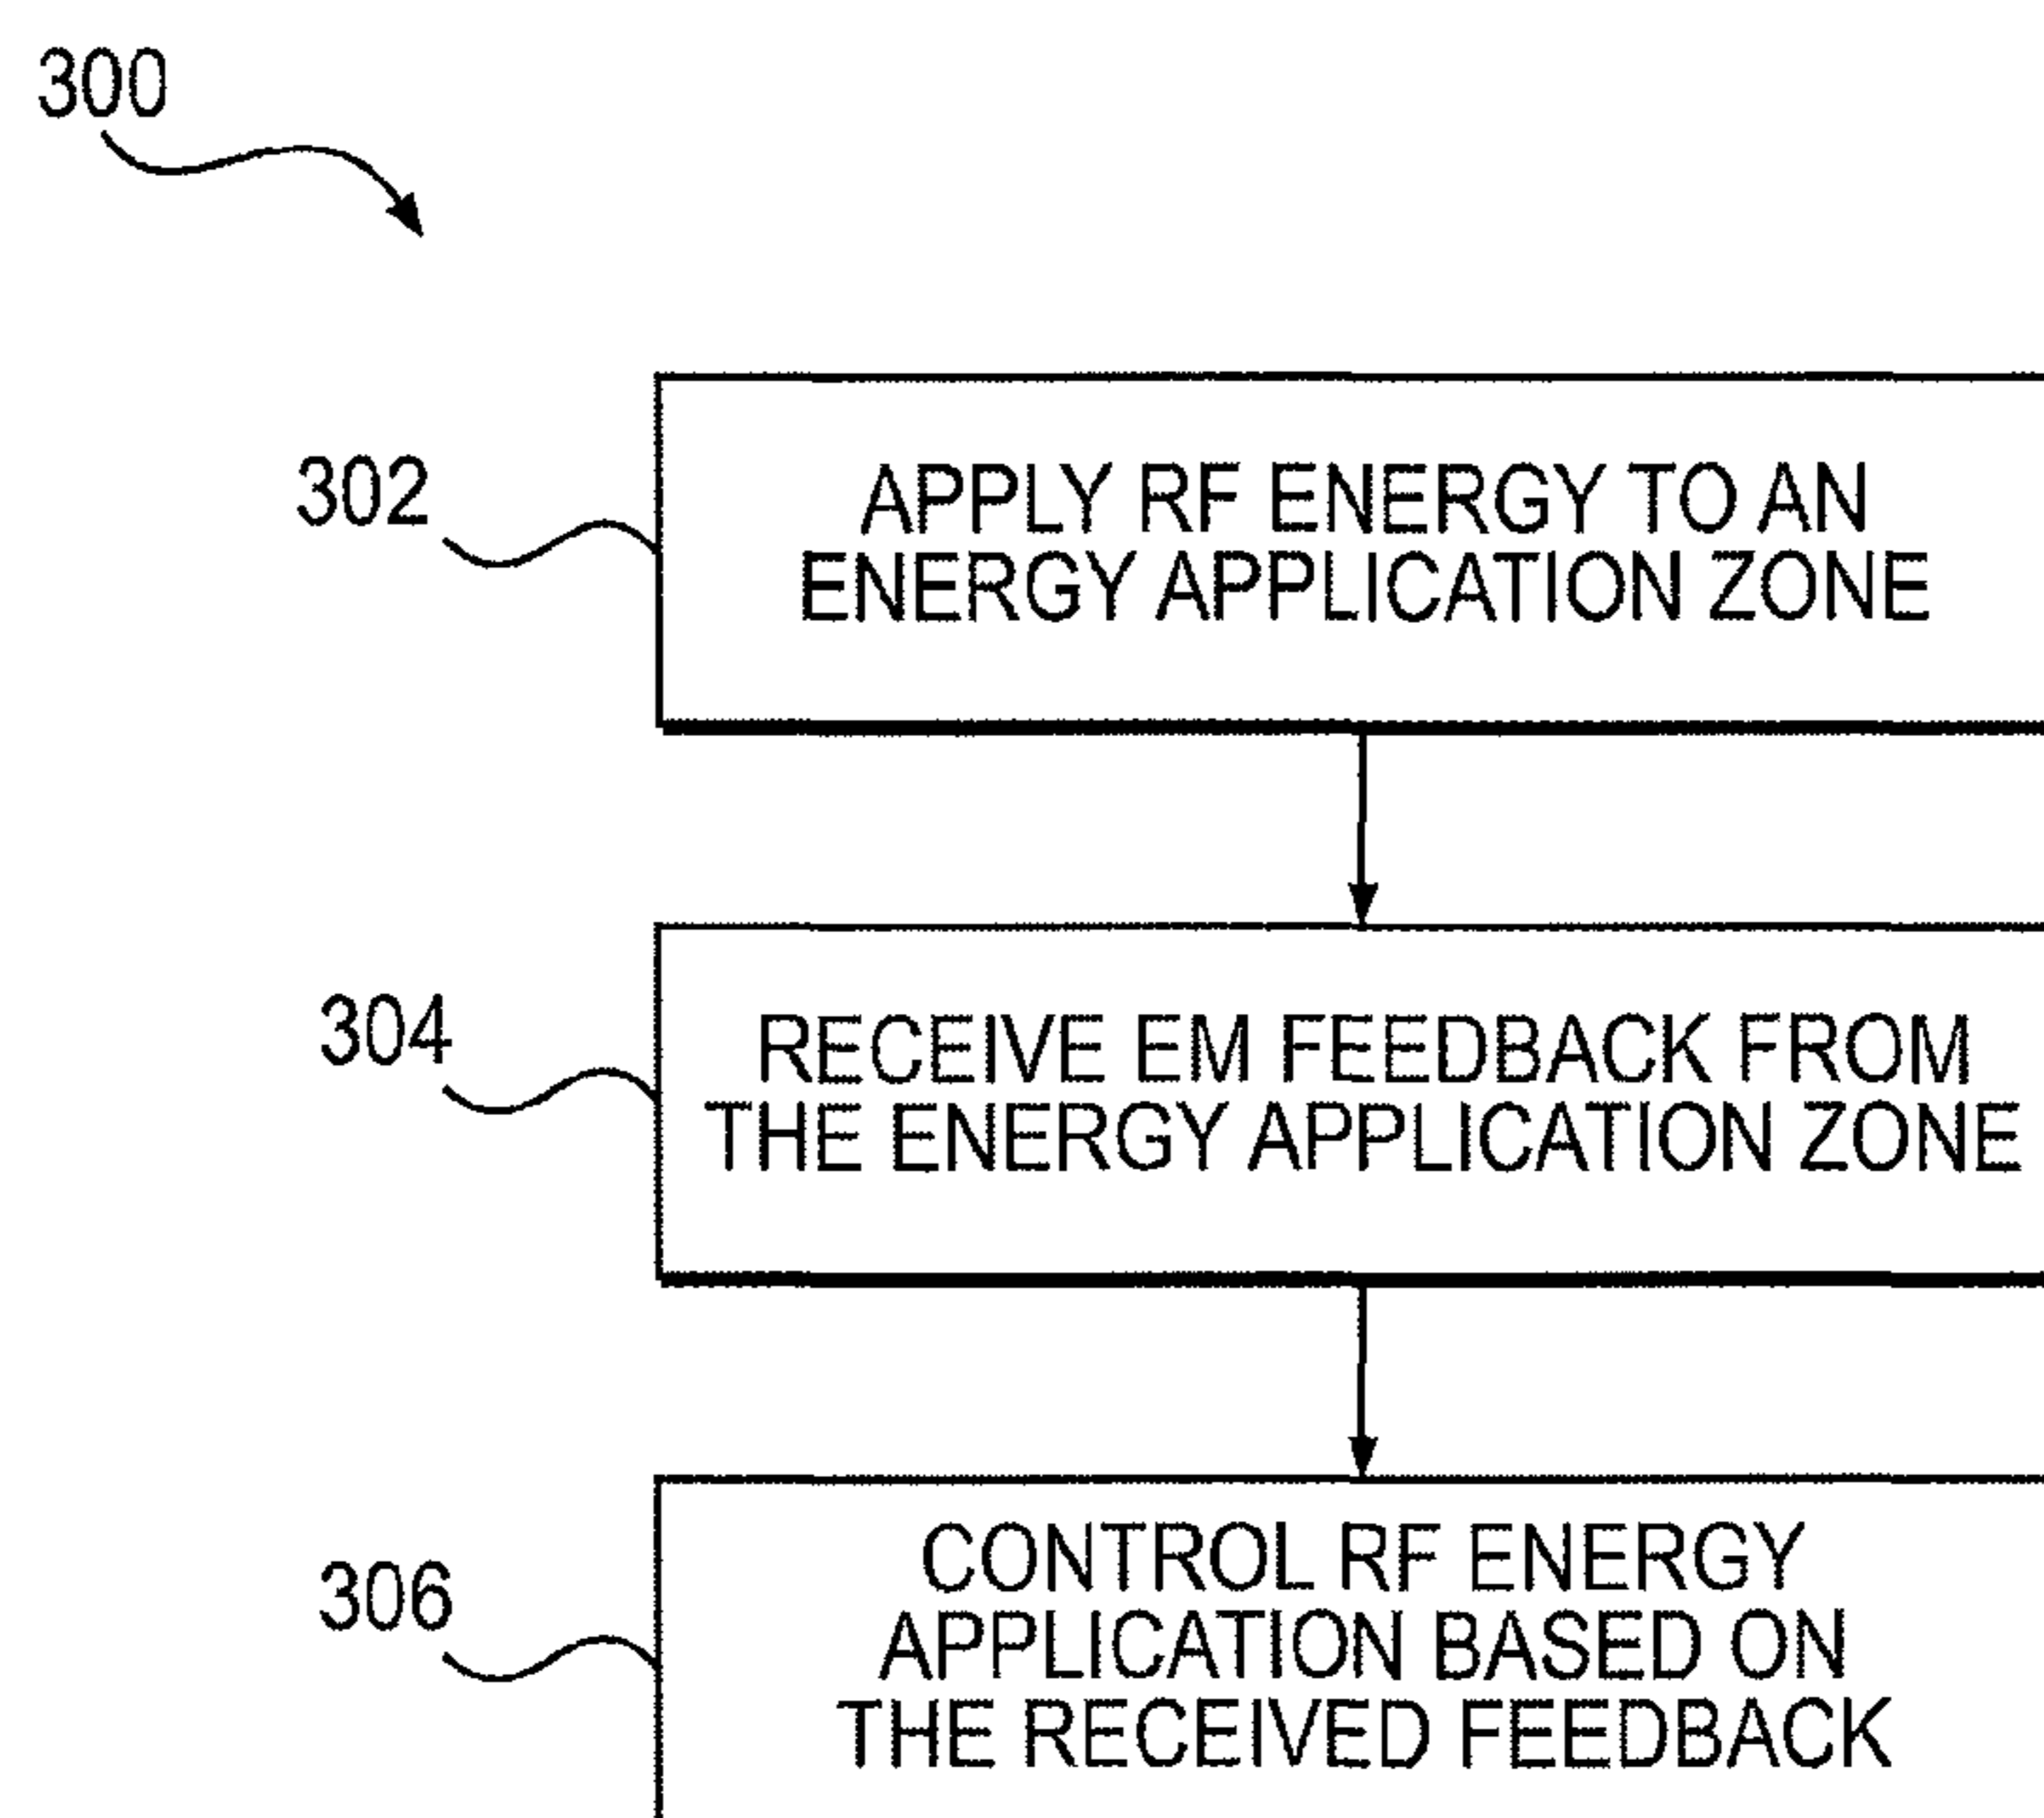 300
302
APPLY RF ENERGY TO AN
ENERGY APPLICATION ZONE
304
RECEIVE EM FEEDBACK FROM
THE ENERGY APPLICATION ZONE
306
CONTROL RF ENERGY
APPLICATION BASED ON
THE RECEIVED FEEDBACK